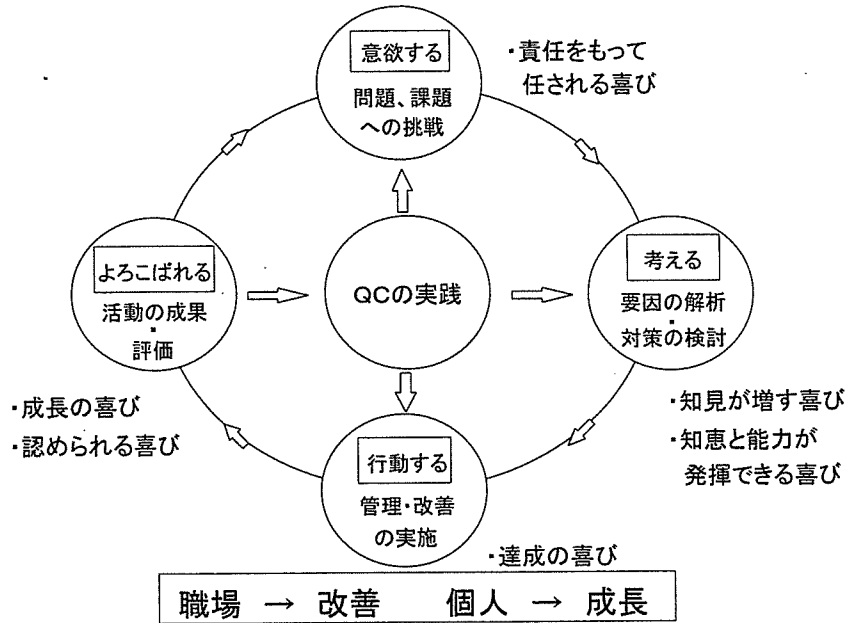 意欲する
問題、課題
への挑戦
・責任をもって
任される喜び
よろこばれる
活動の成果
・
評価
QCの実践
考える
要因の解析
・
対策の検討
・成長の喜び
・認められる喜び
・知見が増す喜び
・知恵と能力が
発揮できる喜び
行動する
管理・改善
の実施
・達成の喜び
職場 → 改善 個人 → 成長